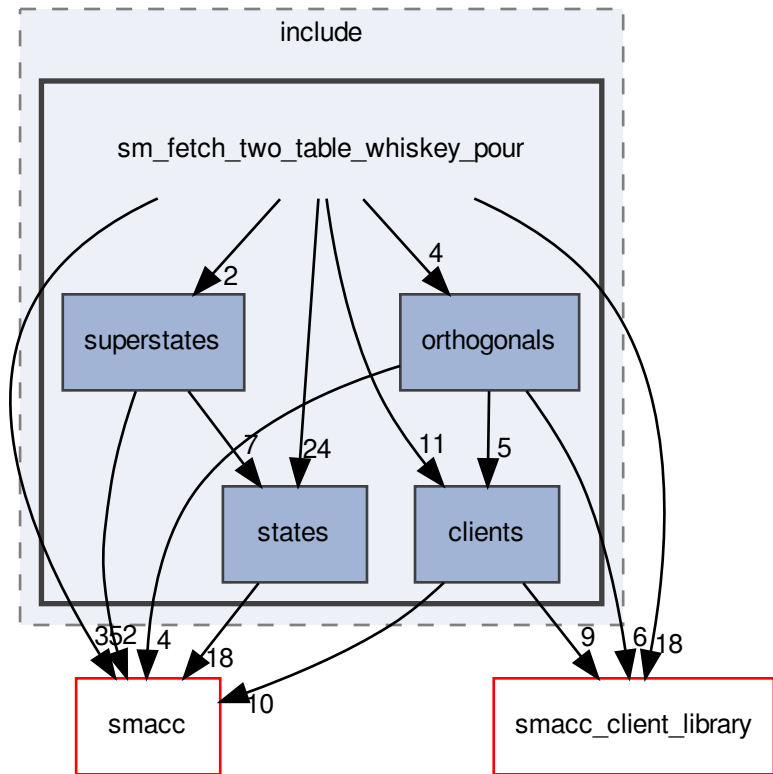 include
sm_fetch_two_table_whiskey_pour
4
2
superstates
orthogonals
7
24
11
5
states
clients
35
2
4
18
10
9
6
18
smacc
smacc_client_library